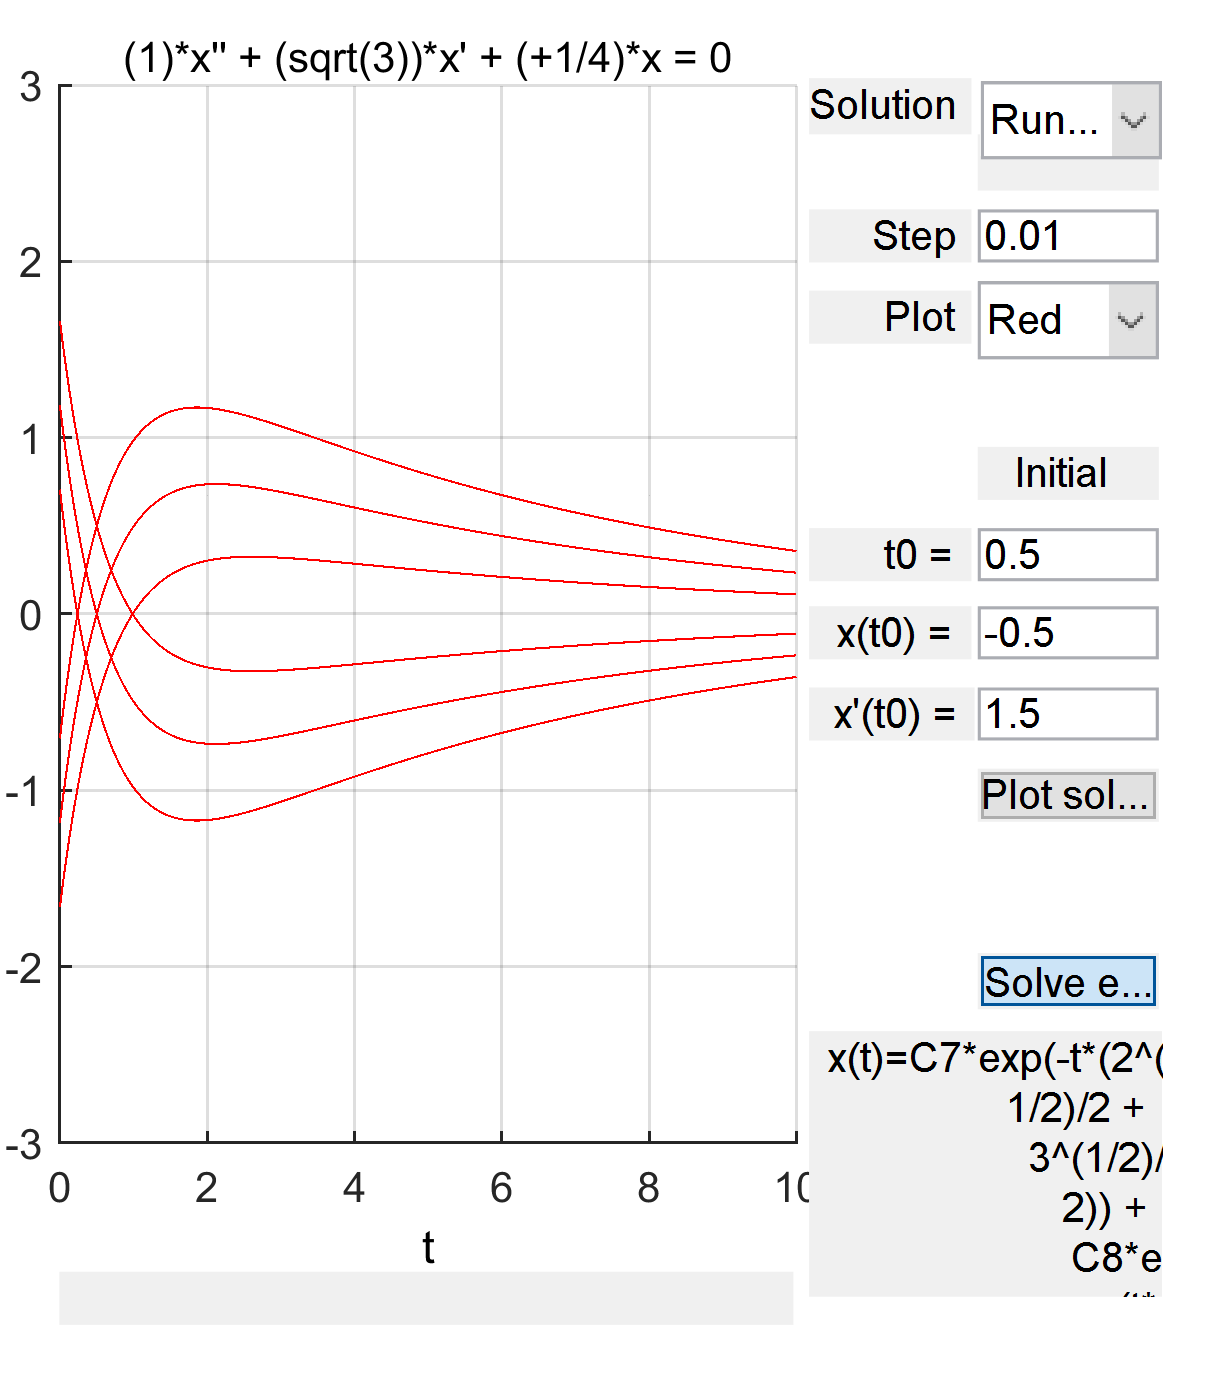 (1)*x'' + (sqrt(3))*x' + (+1/4)*x = 0
3
2
1
0
-1
-2
-3
0 2 4 6 8 10
t
Solution Run...
Step 0.01
Plot Red
Initial
t0 = 0.5
x(t0) = -0.5
x'(t0) = 1.5
Plot sol...
Solve e...
x(t)=C7*exp(-t*(2^(
1/2)/2 +
3^(1/2)/
2)) +
C8*e